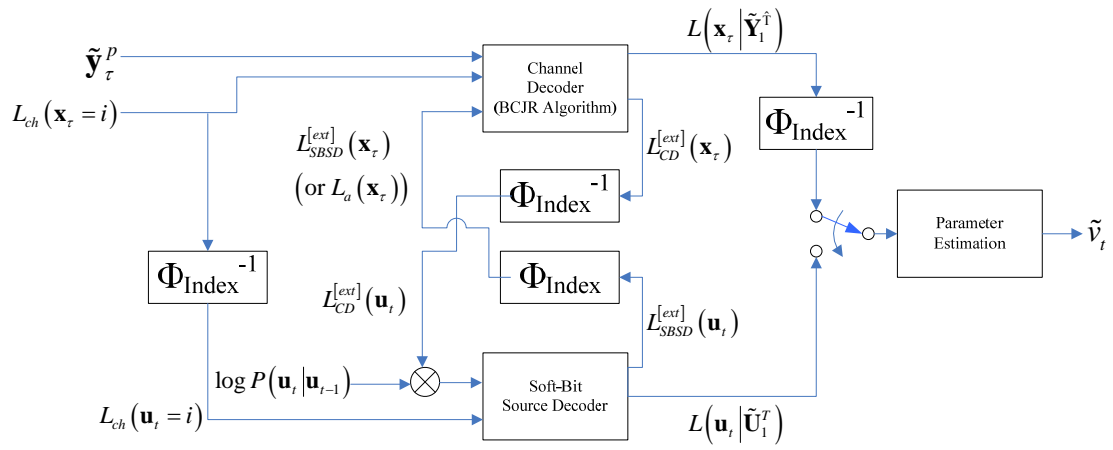 L(𝐱_τ | Ỹ_1^T̂)
ỹ_τ^p
L_ch(𝐱_τ = i)
Channel
Decoder
(BCJR Algorithm)
Φ_Index^-1
L_SBSD^[ext](𝐱_τ)
(or L_a(𝐱_τ))
L_CD^[ext](𝐱_τ)
Φ_Index^-1
Parameter
Estimation
ṽ_t
Φ_Index^-1
Φ_Index
L_CD^[ext](𝐮_t)
L_SBSD^[ext](𝐮_t)
log P(𝐮_t | 𝐮_t-1)
Soft-Bit
Source Decoder
L_ch(𝐮_t = i)
L(𝐮_t | Ũ_1^T)